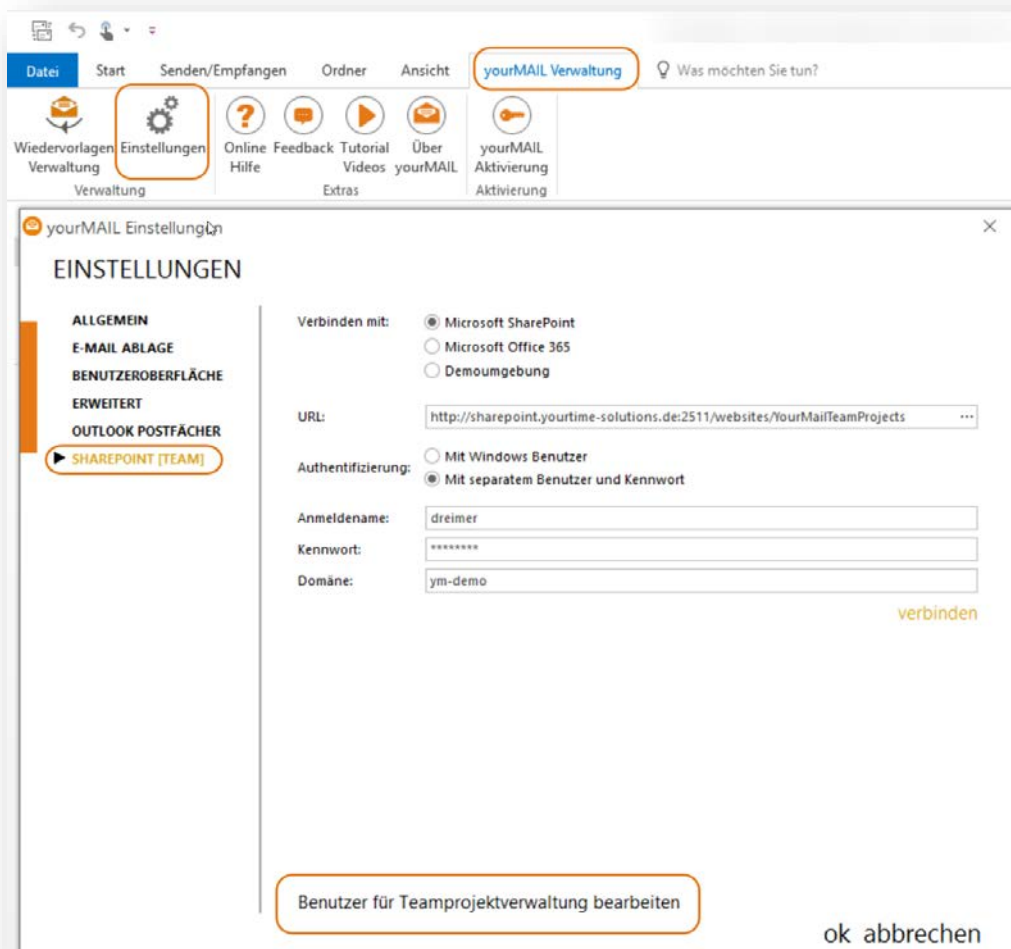 Datei Start Senden/Empfangen Ordner Ansicht yourMAIL Verwaltung Was möchten Sie tun?
Wiedervorlagen Einstellungen Online Feedback Tutorial Über yourMAIL
Verwaltung Hilfe Videos yourMAIL Aktivierung
Verwaltung Extras Aktivierung
yourMAIL Einstellungen
EINSTELLUNGEN
ALLGEMEIN
E-MAIL ABLAGE
BENUTZEROBERFLÄCHE
ERWEITERT
OUTLOOK POSTFÄCHER
SHAREPOINT [TEAM]
Verbinden mit: Microsoft SharePoint
Microsoft Office 365
Demoumgebung
URL: http://sharepoint.yourtime-solutions.de:2511/websites/YourMailTeamProjects ...
Authentifizierung: Mit Windows Benutzer
Mit separatem Benutzer und Kennwort
Anmeldename: dreimer
Kennwort: ********
Domäne: ym-demo
verbinden
Benutzer für Teamprojektverwaltung bearbeiten
ok abbrechen